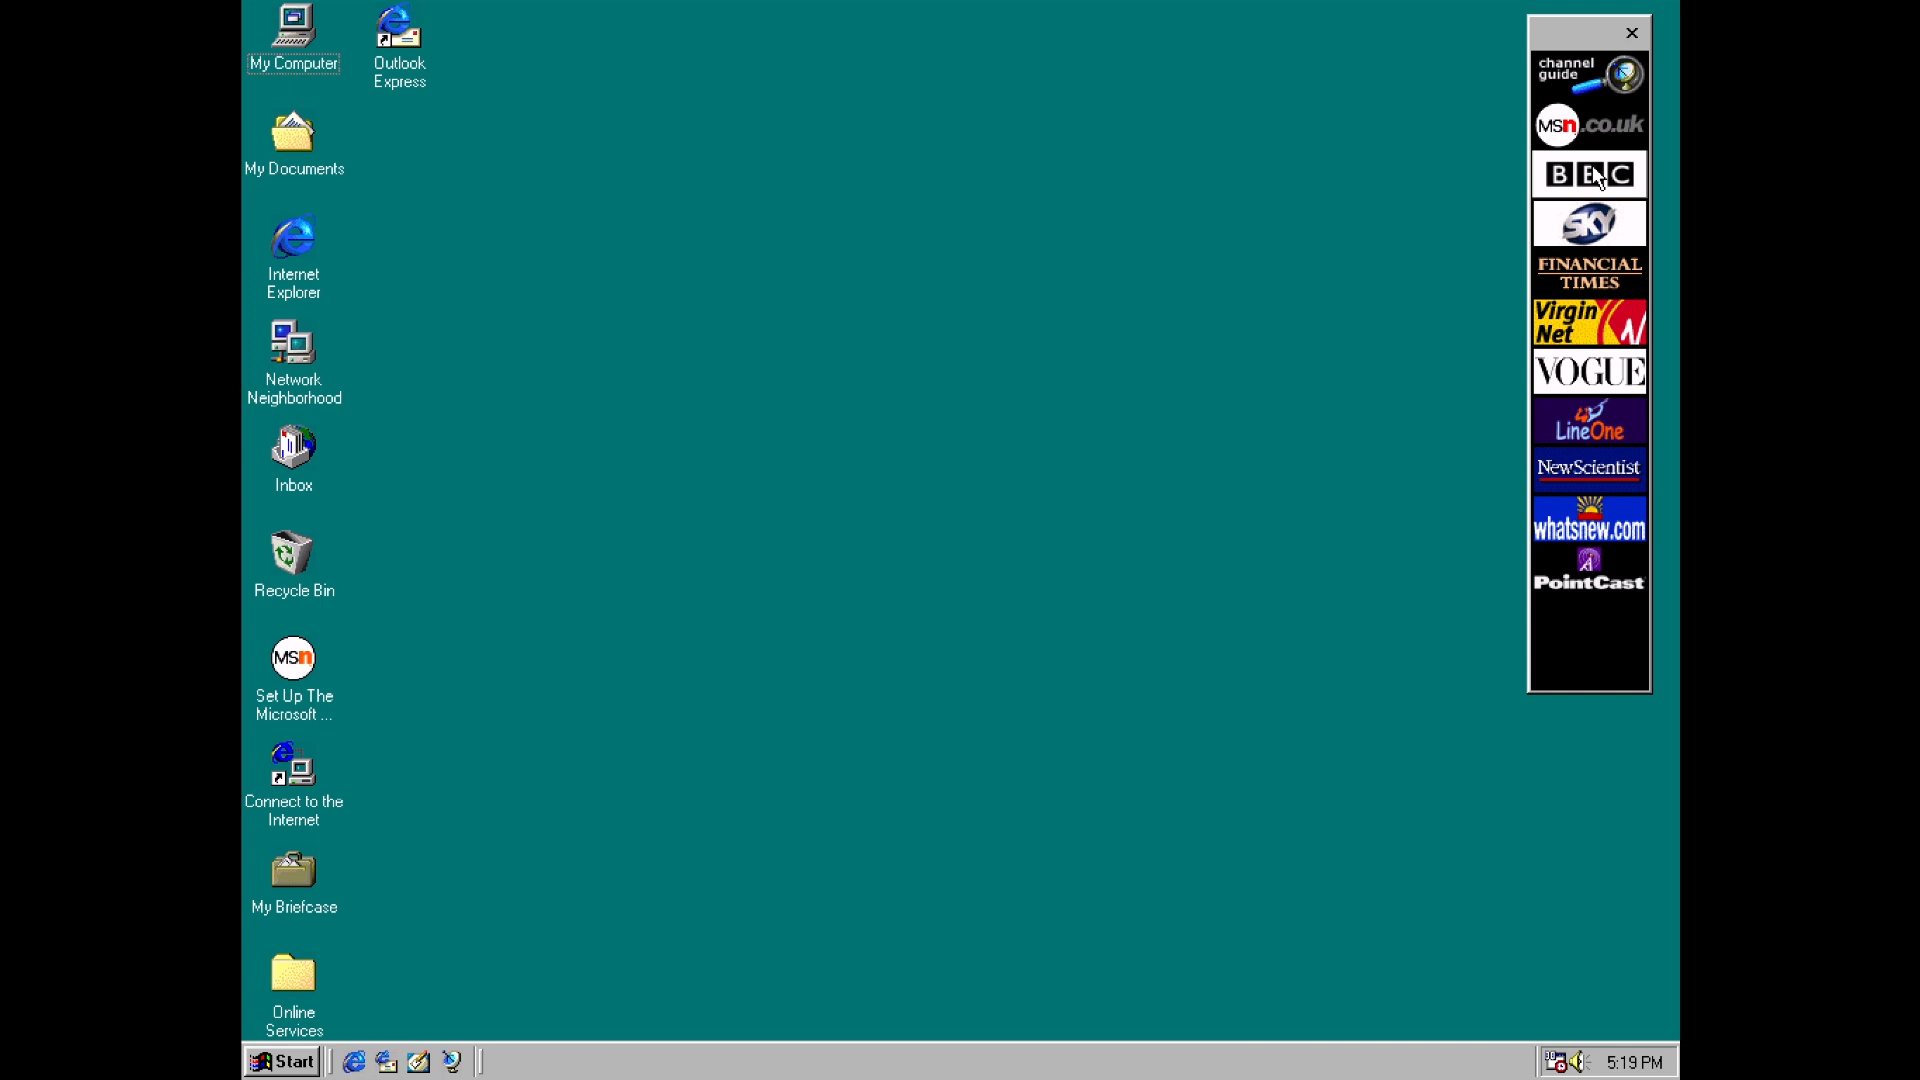 My Computer
Outlook
Express
My Documents
Internet
Explorer
Network
Neighborhood
Inbox
Recycle Bin
MSn
Set Up The
Microsoft ...
Connect to the
Internet
My Briefcase
Online
Services
channel
guide
MSn.co.uk
BBC
SKY
FINANCIAL
TIMES
Virgin
Net
VOGUE
LineOne
NewScientist
whatsnew.com
PointCast
Start
5:19 PM